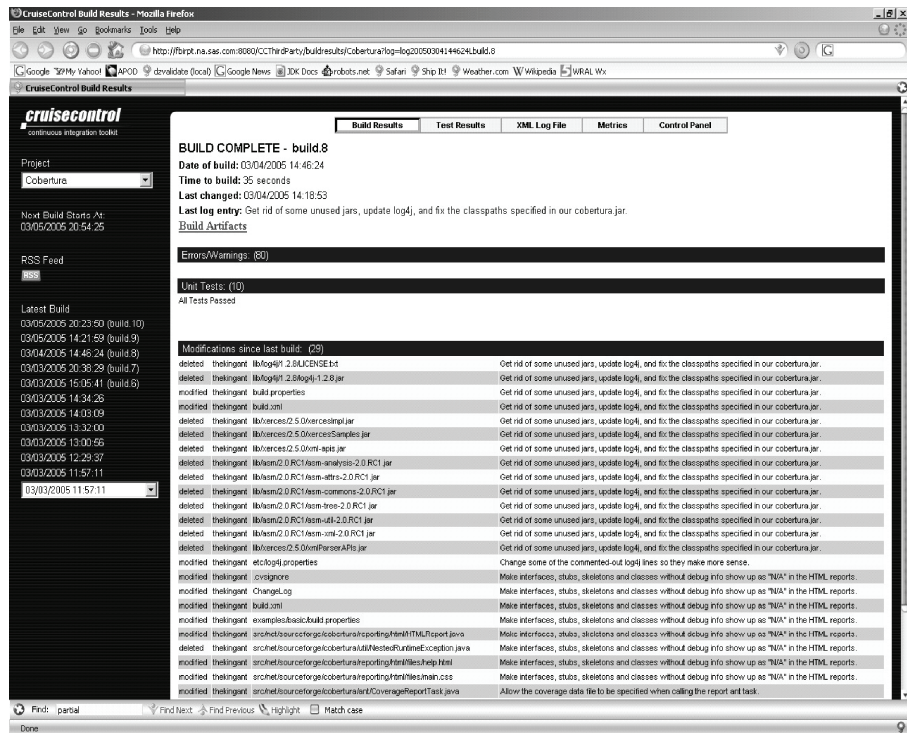 CruiseControl Build Results - Mozilla Firefox
File Edit View Go Bookmarks Tools Help
http://fbirpt.na.sas.com:8080/CCThirdParty/buildresults/Cobertura?log=log20050304144624Lbuild.8
Google My Yahoo! APOD dzvalidate (local) Google News JDK Docs robots.net Safari Ship It! Weather.com Wikipedia WRAL Wx
CruiseControl Build Results
cruisecontrol
continuous integration toolkit
Project
Cobertura
Next Build Starts At:
03/05/2005 20:54:25
RSS Feed
RSS
Latest Build
03/05/2005 20:23:50 (build.10)
03/05/2005 14:21:59 (build.9)
03/04/2005 14:46:24 (build.8)
03/03/2005 20:38:29 (build.7)
03/03/2005 15:05:41 (build.6)
03/03/2005 14:34:26
03/03/2005 14:03:09
03/03/2005 13:32:00
03/03/2005 13:00:56
03/03/2005 12:29:37
03/03/2005 11:57:11
03/03/2005 11:57:11
Build Results Test Results XML Log File Metrics Control Panel
BUILD COMPLETE - build.8
Date of build: 03/04/2005 14:46:24
Time to build: 35 seconds
Last changed: 03/04/2005 14:18:53
Last log entry: Get rid of some unused jars, update log4j, and fix the classpaths specified in our cobertura.jar.
Build Artifacts
Errors/Warnings: (80)
Unit Tests: (10)
All Tests Passed
Modifications since last build: (29)
deleted thekingant lib/log4j/1.2.8/LICENSE.txt Get rid of some unused jars, update log4j, and fix the classpaths specified in our cobertura.jar.
deleted thekingant lib/log4j/1.2.8/log4j-1.2.8.jar Get rid of some unused jars, update log4j, and fix the classpaths specified in our cobertura.jar.
modified thekingant build.properties Get rid of some unused jars, update log4j, and fix the classpaths specified in our cobertura.jar.
modified thekingant build.xml Get rid of some unused jars, update log4j, and fix the classpaths specified in our cobertura.jar.
deleted thekingant lib/xerces/2.5.0/xercesImpl.jar Get rid of some unused jars, update log4j, and fix the classpaths specified in our cobertura.jar.
deleted thekingant lib/xerces/2.5.0/xercesSamples.jar Get rid of some unused jars, update log4j, and fix the classpaths specified in our cobertura.jar.
deleted thekingant lib/xerces/2.5.0/xml-apis.jar Get rid of some unused jars, update log4j, and fix the classpaths specified in our cobertura.jar.
deleted thekingant lib/asm/2.0.RC1/asm-analysis-2.0.RC1.jar Get rid of some unused jars, update log4j, and fix the classpaths specified in our cobertura.jar.
deleted thekingant lib/asm/2.0.RC1/asm-attrs-2.0.RC1.jar Get rid of some unused jars, update log4j, and fix the classpaths specified in our cobertura.jar.
deleted thekingant lib/asm/2.0.RC1/asm-commons-2.0.RC1.jar Get rid of some unused jars, update log4j, and fix the classpaths specified in our cobertura.jar.
deleted thekingant lib/asm/2.0.RC1/asm-tree-2.0.RC1.jar Get rid of some unused jars, update log4j, and fix the classpaths specified in our cobertura.jar.
deleted thekingant lib/asm/2.0.RC1/asm-util-2.0.RC1.jar Get rid of some unused jars, update log4j, and fix the classpaths specified in our cobertura.jar.
deleted thekingant lib/asm/2.0.RC1/asm-xml-2.0.RC1.jar Get rid of some unused jars, update log4j, and fix the classpaths specified in our cobertura.jar.
deleted thekingant lib/xerces/2.5.0/xmlParserAPIs.jar Get rid of some unused jars, update log4j, and fix the classpaths specified in our cobertura.jar.
modified thekingant etc/log4j.properties Change some of the commented-out log4j lines so they make more sense.
modified thekingant .cvsignore Make interfaces, stubs, skeletons and classes without debug info show up as "N/A" in the HTML reports.
modified thekingant ChangeLog Make interfaces, stubs, skeletons and classes without debug info show up as "N/A" in the HTML reports.
modified thekingant build.xml Make interfaces, stubs, skeletons and classes without debug info show up as "N/A" in the HTML reports.
modified thekingant examples/basic/build.properties Make interfaces, stubs, skeletons and classes without debug info show up as "N/A" in the HTML reports.
modified thekingant src/net/sourceforge/cobertura/reporting/html/HTMLReport.java Make interfaces, stubs, skeletons and classes without debug info show up as "N/A" in the HTML reports.
deleted thekingant src/net/sourceforge/cobertura/util/NestedRuntimeException.java Make interfaces, stubs, skeletons and classes without debug info show up as "N/A" in the HTML reports.
modified thekingant src/net/sourceforge/cobertura/reporting/html/files/help.html Make interfaces, stubs, skeletons and classes without debug info show up as "N/A" in the HTML reports.
modified thekingant src/net/sourceforge/cobertura/reporting/html/files/main.css Make interfaces, stubs, skeletons and classes without debug info show up as "N/A" in the HTML reports.
modified thekingant src/net/sourceforge/cobertura/ant/CoverageReportTask.java Allow the coverage data file to be specified when calling the report ant task.
Find: partial Find Next Find Previous Highlight Match case
Done